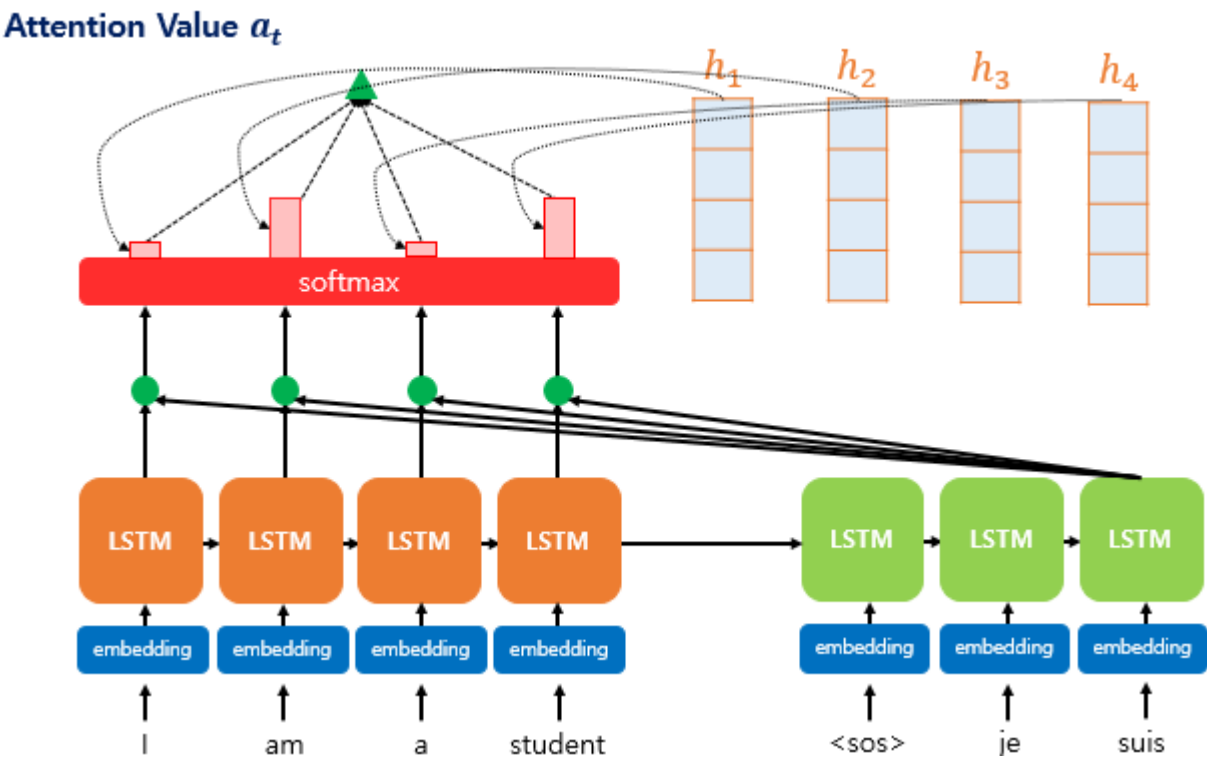 Attention Value a_t
h_1 h_2 h_3 h_4
softmax
LSTM LSTM LSTM LSTM LSTM LSTM LSTM
embedding embedding embedding embedding embedding embedding embedding
I am a student <sos> je suis